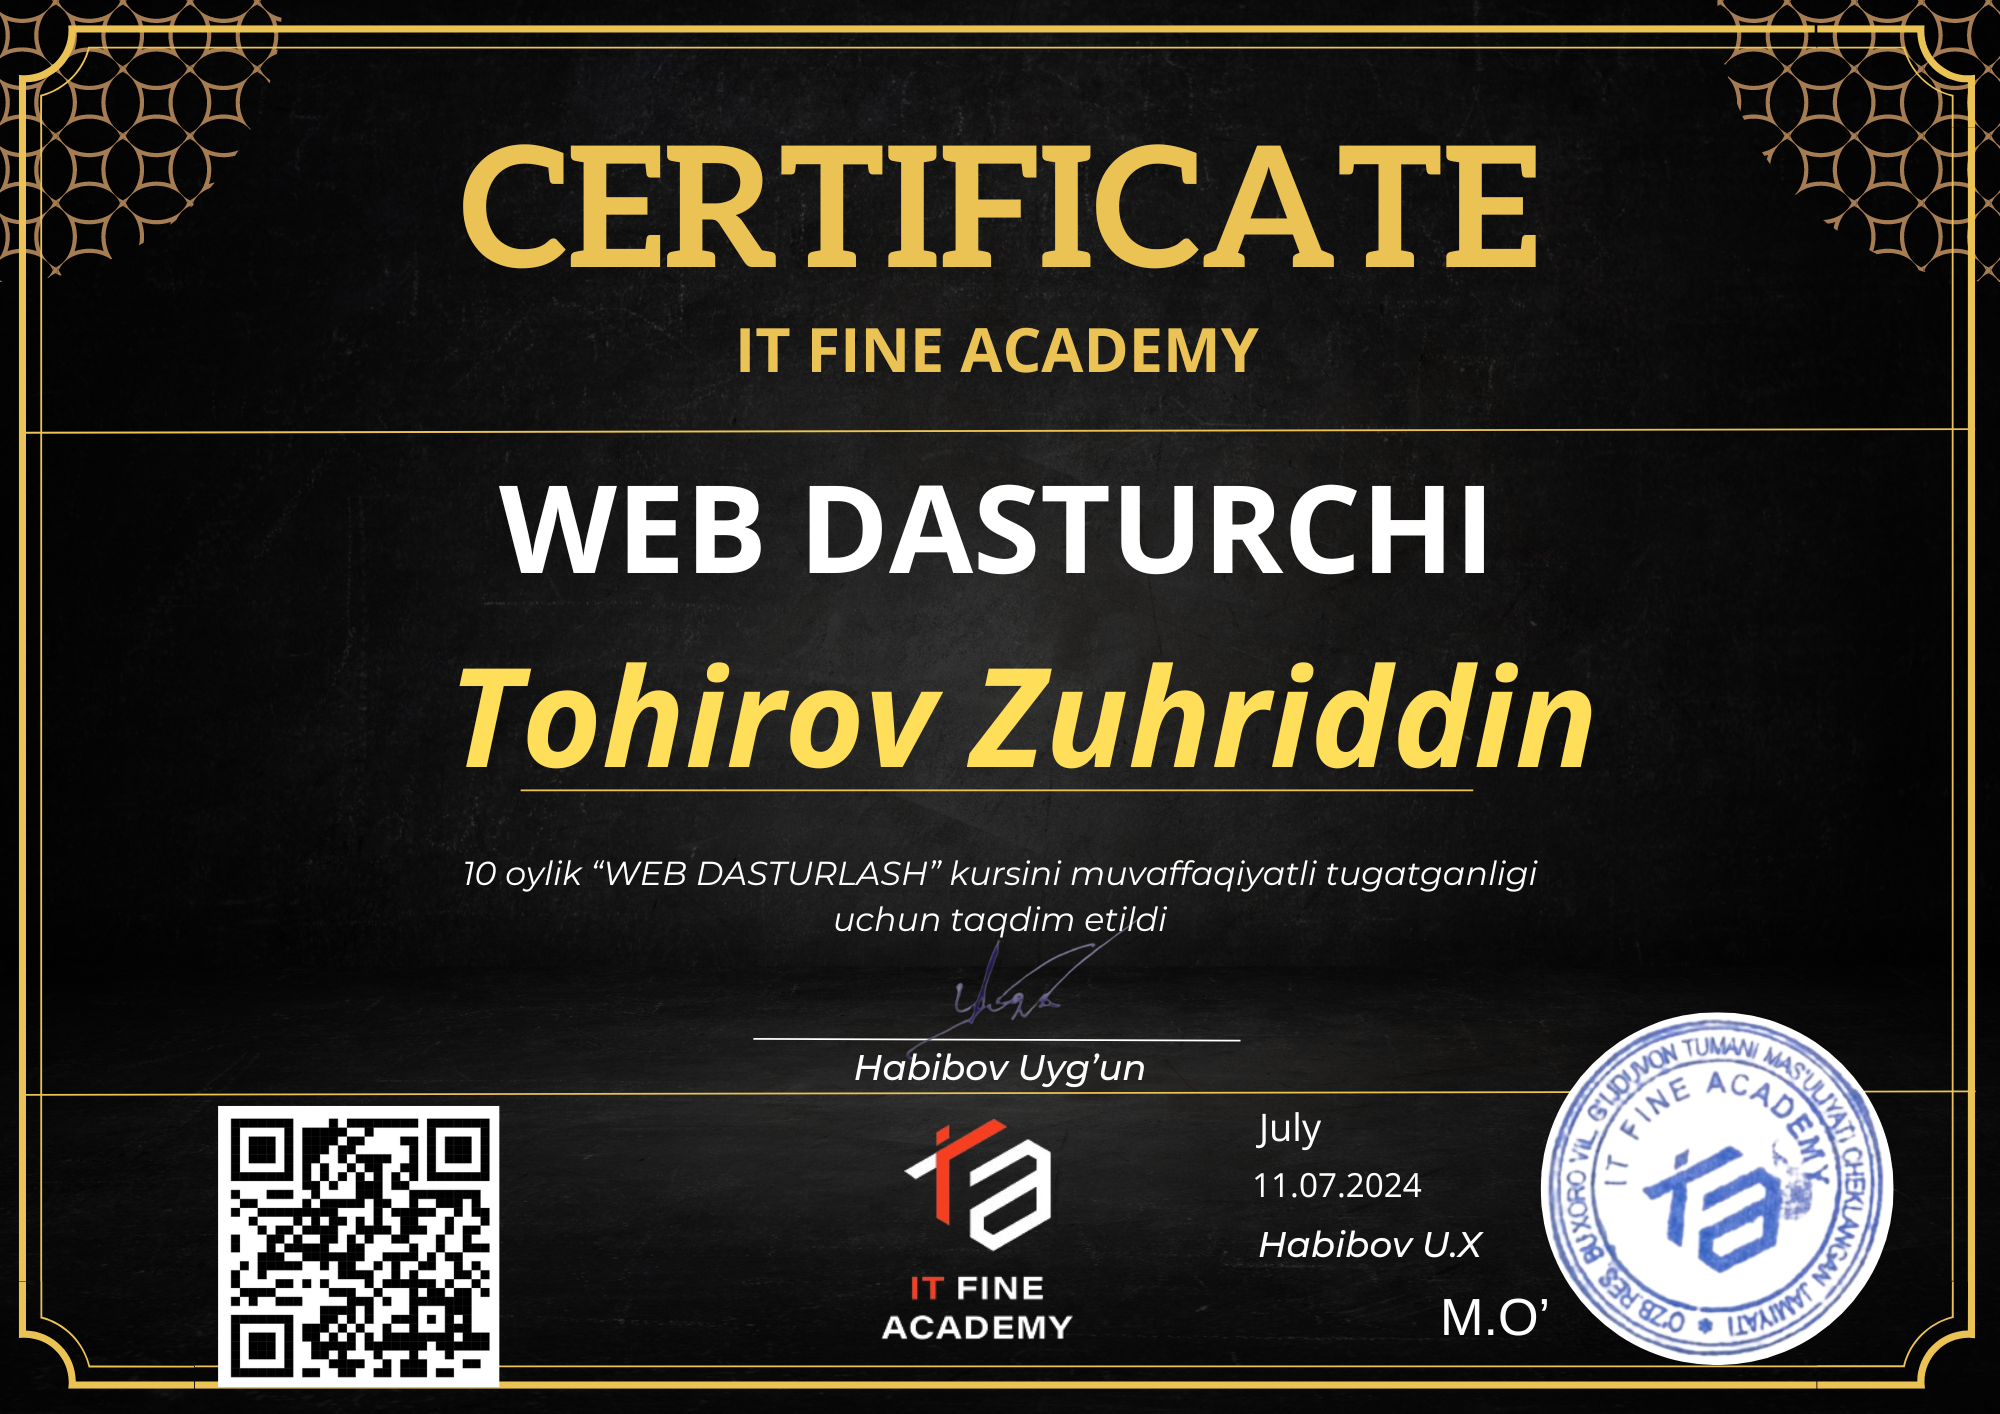 CERTIFICATE
IT FINE ACADEMY
WEB DASTURCHI
Tohirov Zuhriddin
10 oylik “WEB DASTURLASH” kursini muvaffaqiyatli tugatganligi
uchun taqdim etildi
Habibov Uyg’un
IT FINE
ACADEMY
July
11.07.2024
Habibov U.X
M.O’
O'ZB.RES. BUXORO VIL. G'IJDUVON TUMANI MAS'ULIYATI CHEKLANGAN JAMIYATI
IT FINE ACADEMY